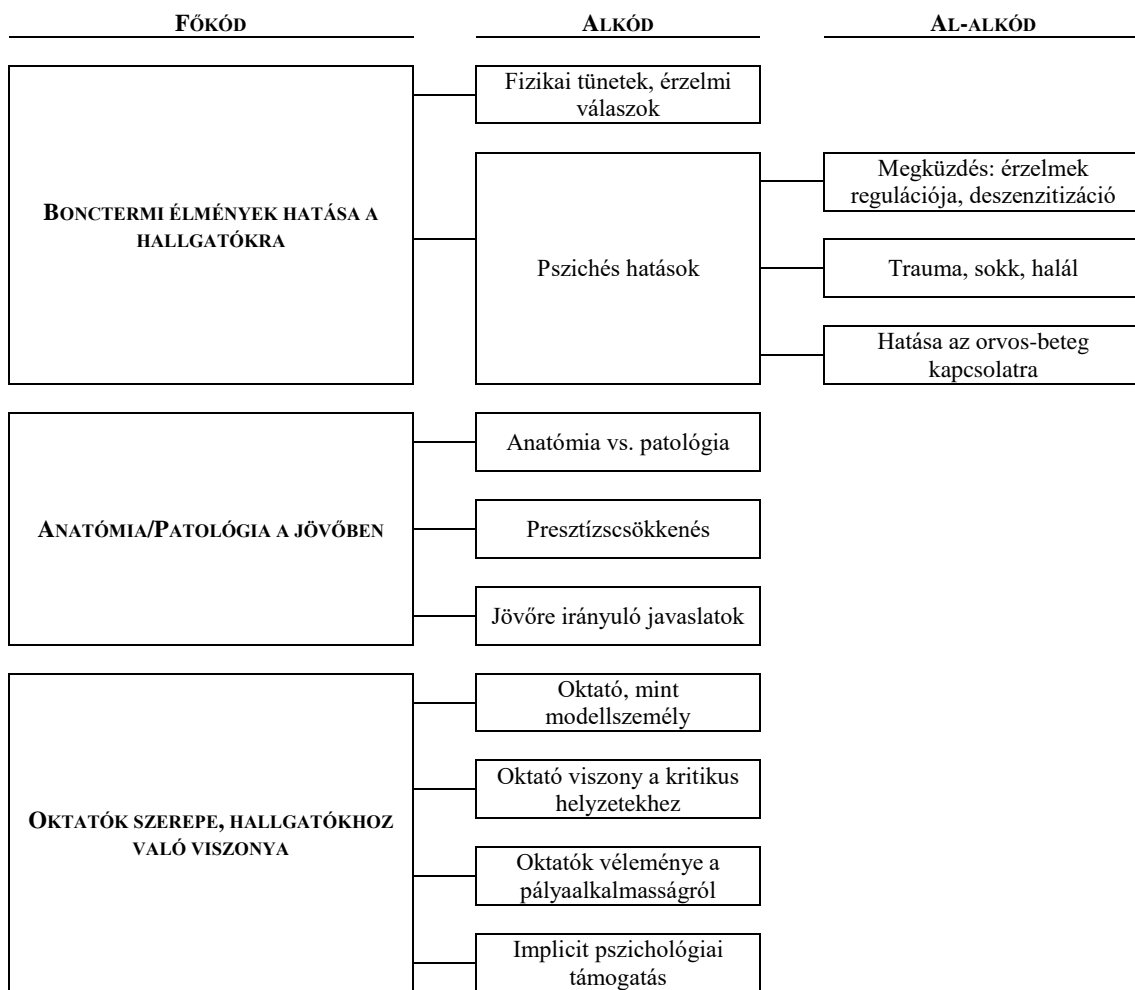 FŐKÓD
ALKÓD
AL-ALKÓD
BONCTERMI ÉLMÉNYEK HATÁSA A
HALLGATÓKRA
Fizikai tünetek, érzelmi
válaszok
Pszichés hatások
Megküzdés: érzelmek
regulációja, deszenzitizáció
Trauma, sokk, halál
Hatása az orvos-beteg
kapcsolatra
ANATÓMIA/PATOLÓGIA A JÖVŐBEN
Anatómia vs. patológia
Presztízscsökkenés
Jövőre irányuló javaslatok
OKTATÓK SZEREPE, HALLGATÓKHOZ
VALÓ VISZONYA
Oktató, mint
modellszemély
Oktató viszony a kritikus
helyzetekhez
Oktatók véleménye a
pályaalkalmasságról
Implicit pszichológiai
támogatás